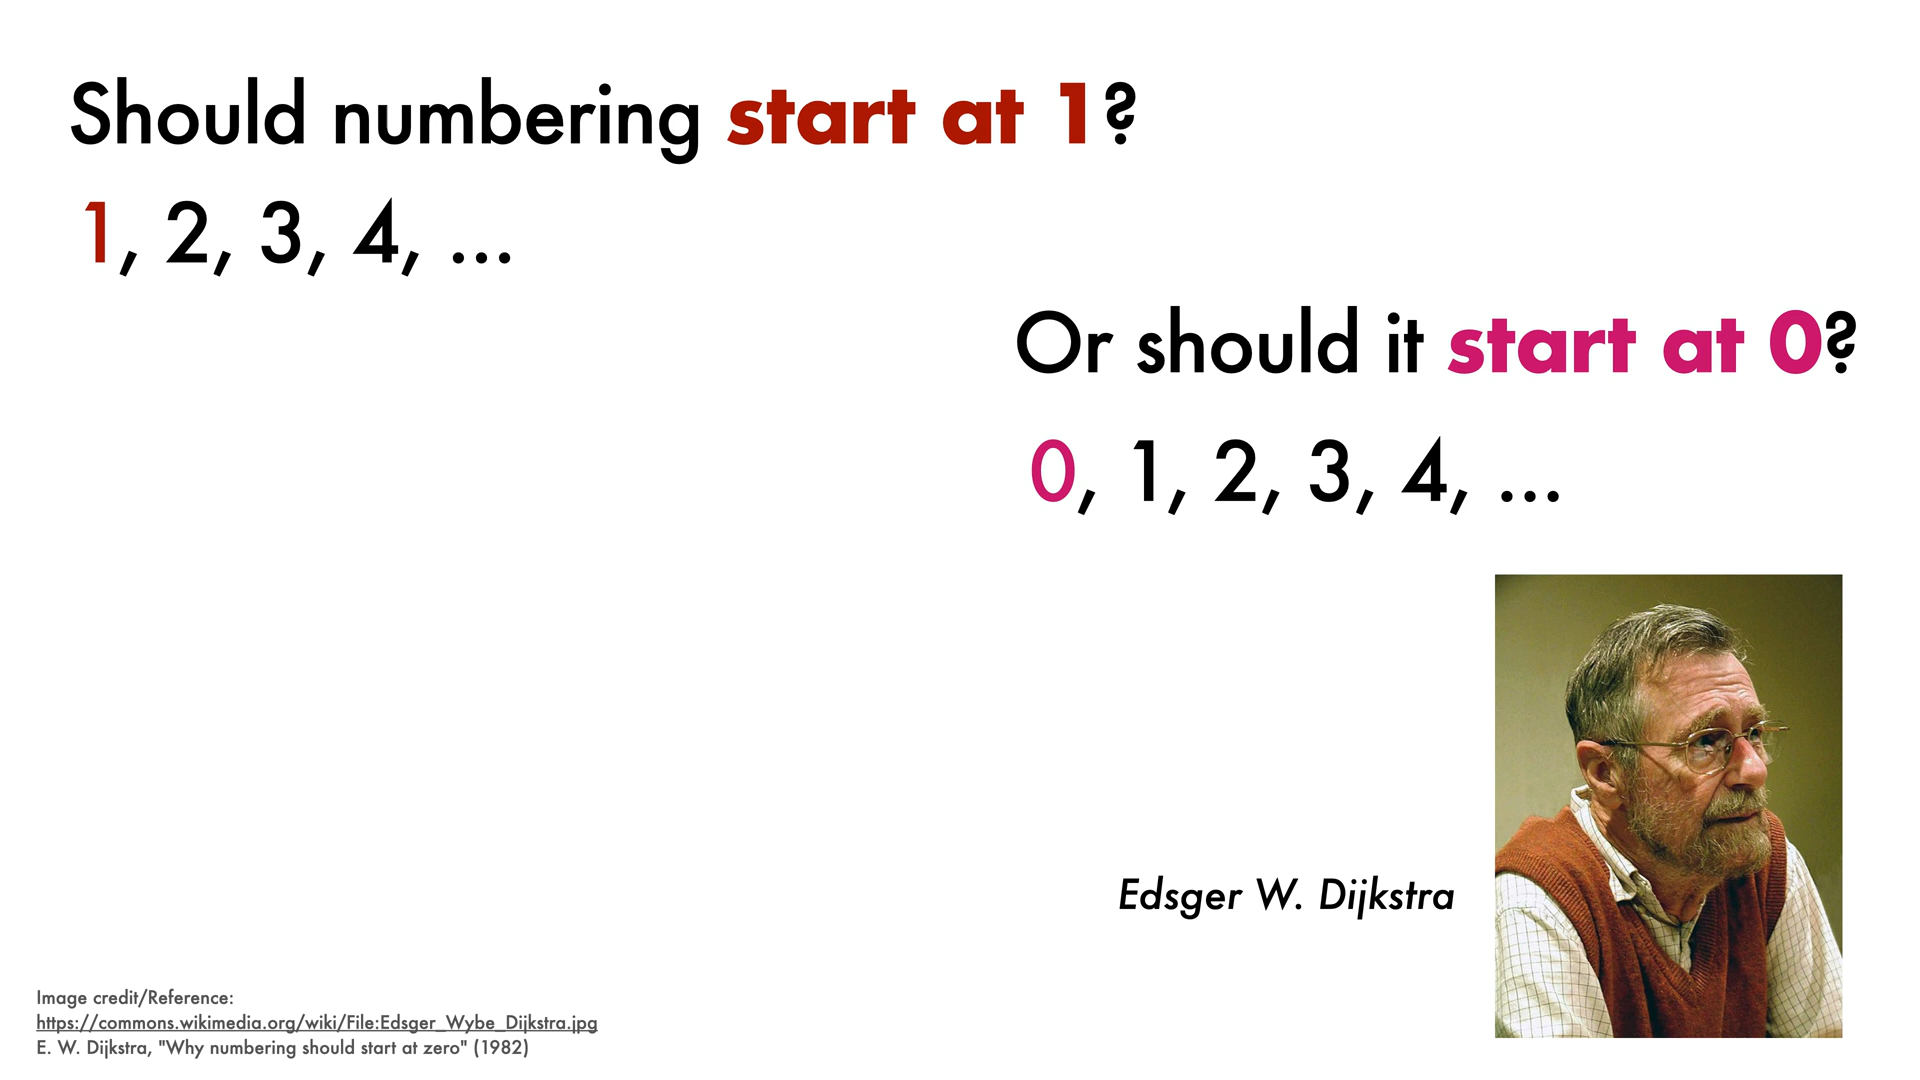 Should numbering start at 1?
1, 2, 3, 4, ...
Or should it start at 0?
0, 1, 2, 3, 4, ...
Edsger W. Dijkstra
Image credit/Reference:
https://commons.wikimedia.org/wiki/File:Edsger_Wybe_Dijkstra.jpg
E. W. Dijkstra, "Why numbering should start at zero" (1982)